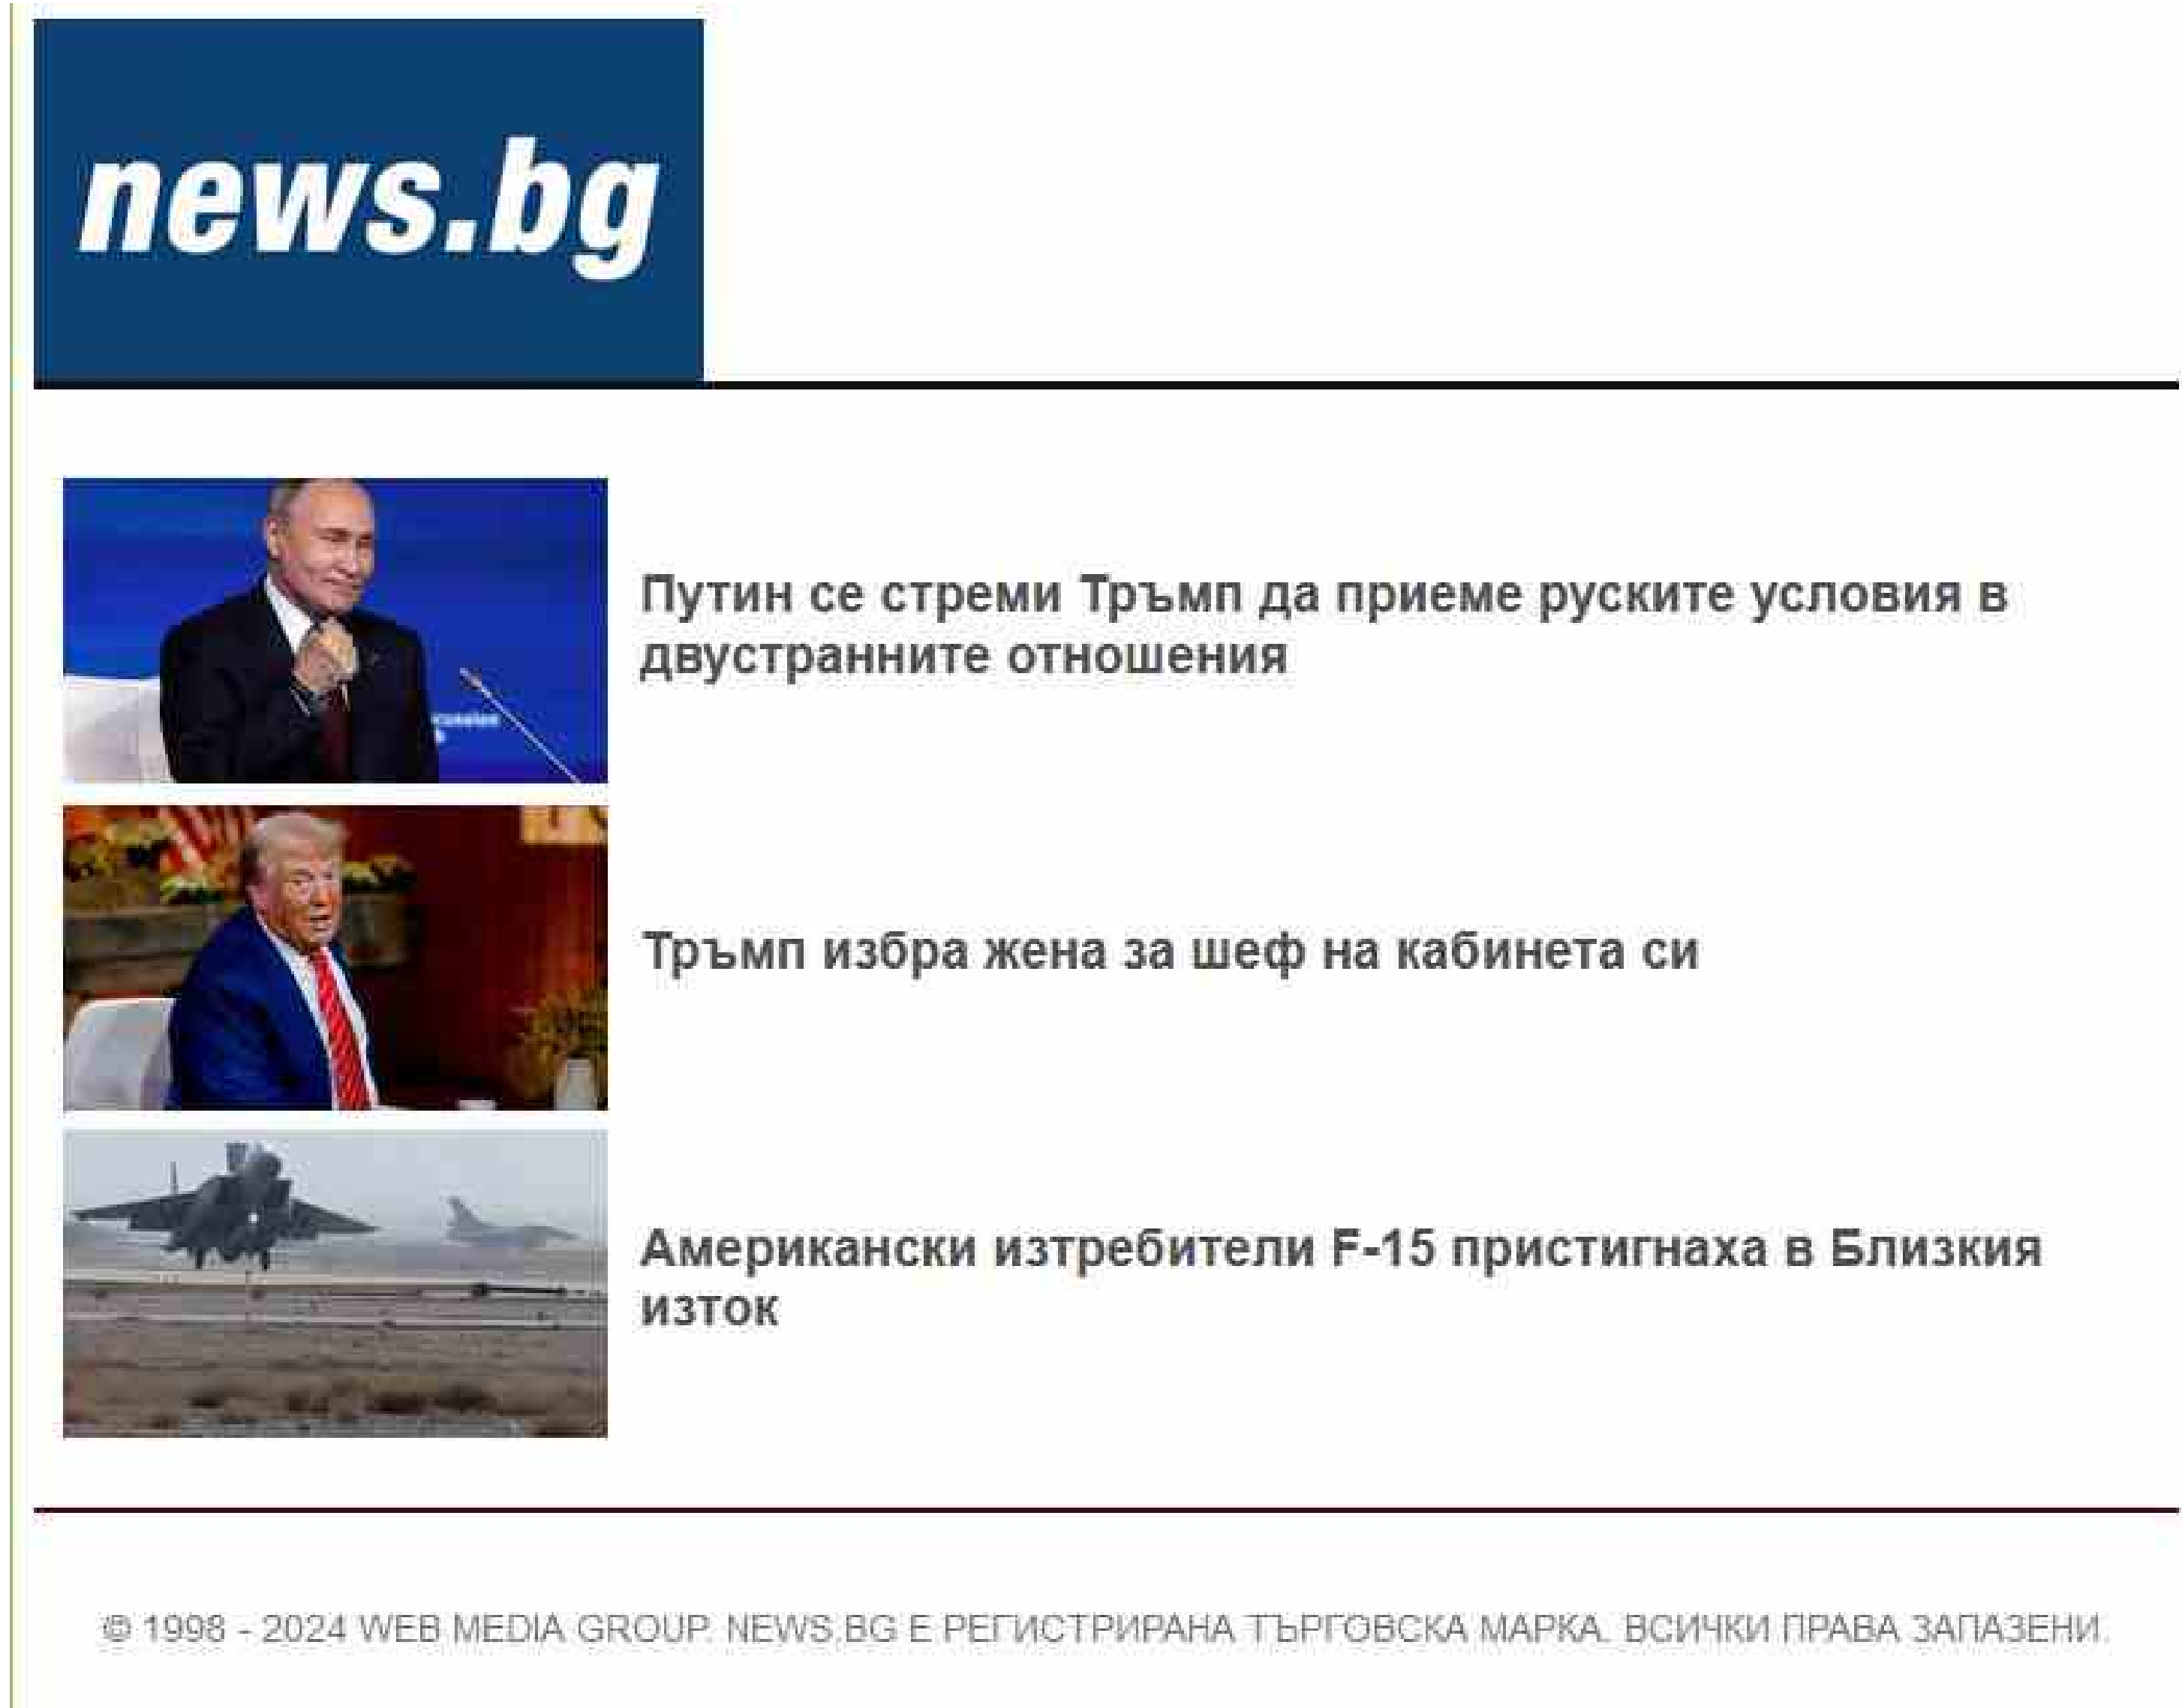 news.bg
Путин се стреми Тръмп да приеме руските условия в
двустранните отношения
Тръмп избра жена за шеф на кабинета си
Американски изтребители F-15 пристигнаха в Близкия
изток
© 1998 - 2024 WEB MEDIA GROUP. NEWS.BG Е РЕГИСТРИРАНА ТЪРГОВСКА МАРКА. ВСИЧКИ ПРАВА ЗАПАЗЕНИ.